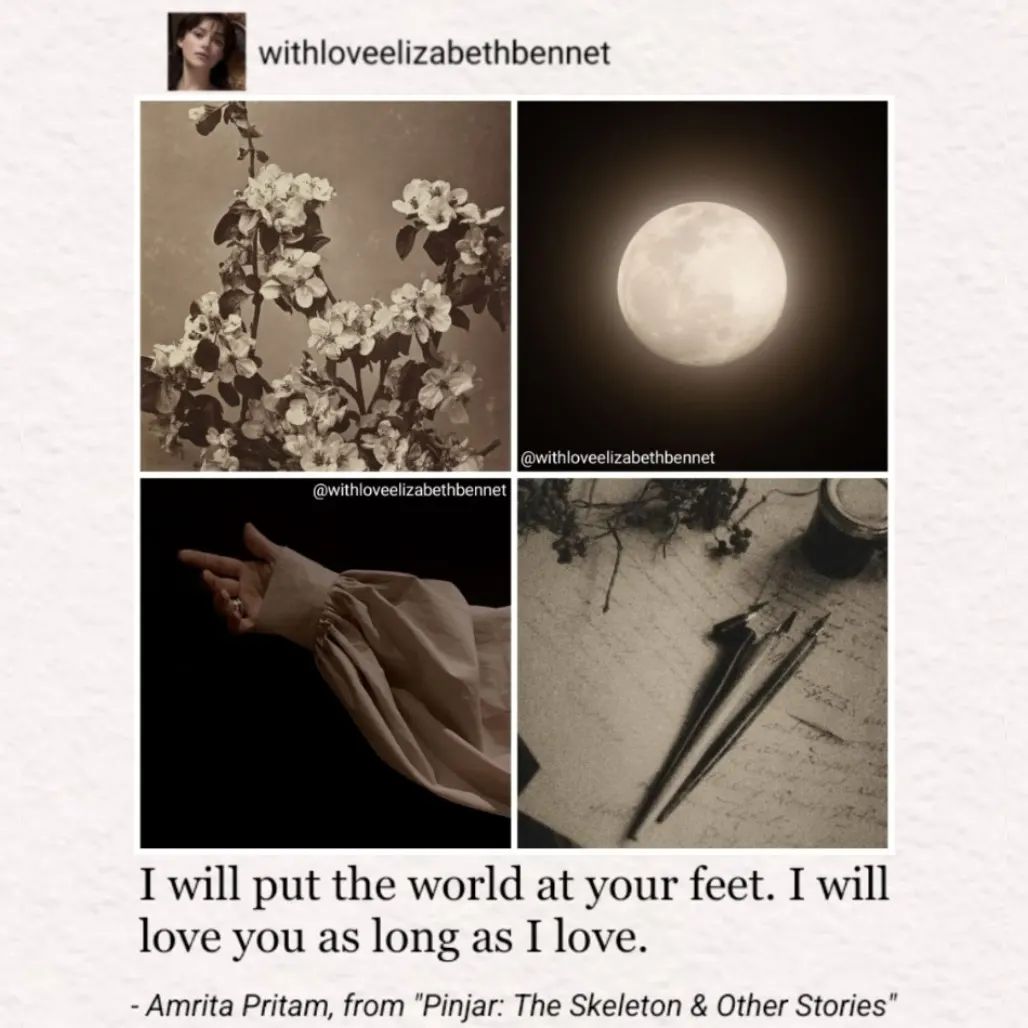 withloveelizabethbennet
@withloveelizabethbennet
@withloveelizabethbennet
I will put the world at your feet. I will
love you as long as I love.
- Amrita Pritam, from "Pinjar: The Skeleton & Other Stories"